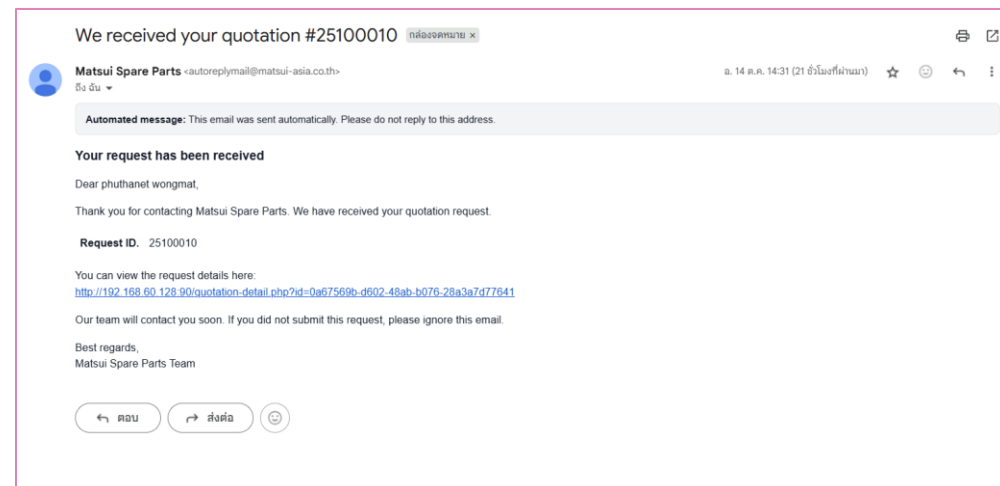 We received your quotation #25100010 กล่องจดหมาย ×
Matsui Spare Parts <autoreplymail@matsui-asia.co.th>
อ. 14 ต.ค. 14:31 (21 ชั่วโมงที่ผ่านมา)
ถึง ฉัน
Automated message: This email was sent automatically. Please do not reply to this address.
Your request has been received
Dear phuthanet wongmat,
Thank you for contacting Matsui Spare Parts. We have received your quotation request.
Request ID. 25100010
You can view the request details here:
http://192.168.60.128:90/quotation-detail.php?id=0a67569b-d602-48ab-b076-28a3a7d77641
Our team will contact you soon. If you did not submit this request, please ignore this email.
Best regards,
Matsui Spare Parts Team
ตอบ
ส่งต่อ